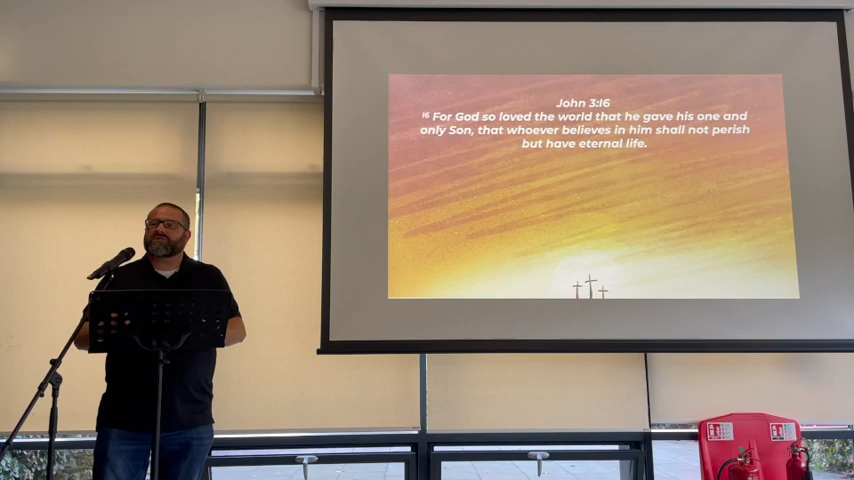 John 3:16
16 For God so loved the world that he gave his one and
only Son, that whoever believes in him shall not perish
but have eternal life.